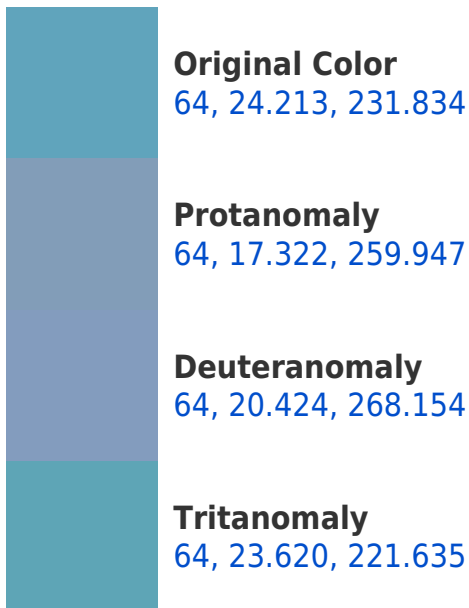 Original Color
64, 24.213, 231.834
Protanomaly
64, 17.322, 259.947
Deuteranomaly
64, 20.424, 268.154
Tritanomaly
64, 23.620, 221.635